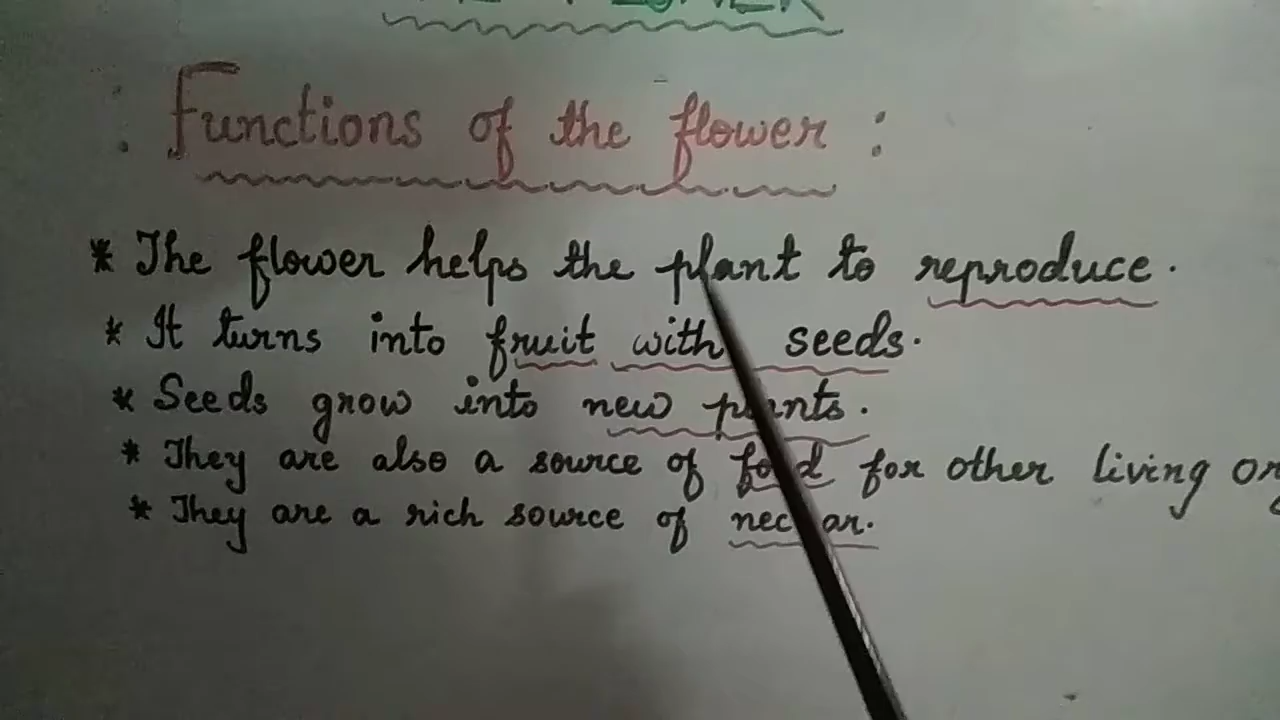 Functions of the flower :
* The flower helps the plant to reproduce.
* It turns into fruit with seeds.
* Seeds grow into new plants.
* They are also a source of food for other living
* They are a rich source of nectar.